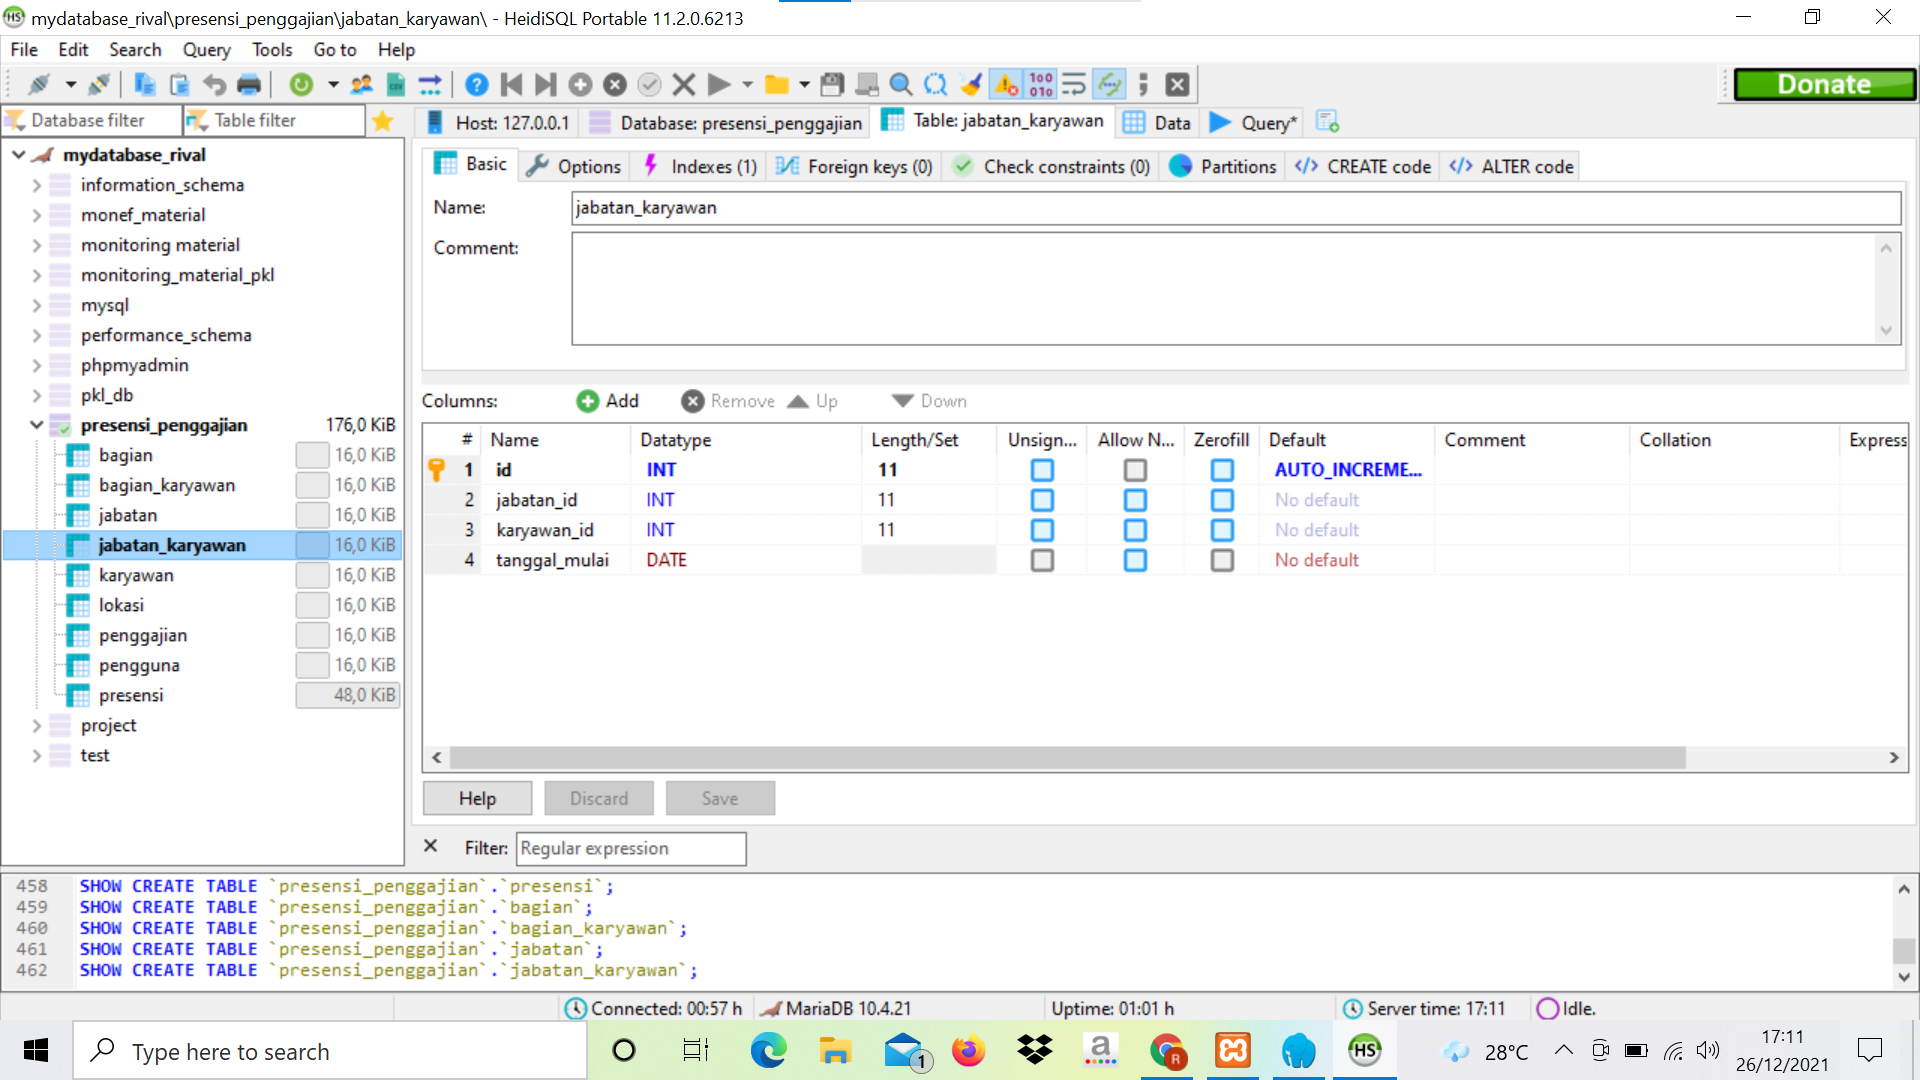 mydatabase_rival\presensi_penggajian\jabatan_karyawan\ - HeidiSQL Portable 11.2.0.6213
File Edit Search Query Tools Go to Help
Donate
Database filter
Table filter
Host: 127.0.0.1
Database: presensi_penggajian
Table: jabatan_karyawan
Data
Query*
mydatabase_rival
information_schema
monef_material
monitoring material
monitoring_material_pkl
mysql
performance_schema
phpmyadmin
pkl_db
presensi_penggajian 176,0 KiB
bagian 16,0 KiB
bagian_karyawan 16,0 KiB
jabatan 16,0 KiB
jabatan_karyawan 16,0 KiB
karyawan 16,0 KiB
lokasi 16,0 KiB
penggajian 16,0 KiB
pengguna 16,0 KiB
presensi 48,0 KiB
project
test
Basic Options Indexes (1) Foreign keys (0) Check constraints (0) Partitions CREATE code ALTER code
Name: jabatan_karyawan
Comment:
Columns: Add Remove Up Down
# Name Datatype Length/Set Unsign... Allow N... Zerofill Default Comment Collation Express
1 id INT 11 AUTO_INCREME...
2 jabatan_id INT 11 No default
3 karyawan_id INT 11 No default
4 tanggal_mulai DATE No default
Help Discard Save
Filter: Regular expression
458 SHOW CREATE TABLE `presensi_penggajian`.`presensi`;
459 SHOW CREATE TABLE `presensi_penggajian`.`bagian`;
460 SHOW CREATE TABLE `presensi_penggajian`.`bagian_karyawan`;
461 SHOW CREATE TABLE `presensi_penggajian`.`jabatan`;
462 SHOW CREATE TABLE `presensi_penggajian`.`jabatan_karyawan`;
Connected: 00:57 h MariaDB 10.4.21 Uptime: 01:01 h Server time: 17:11 Idle.
Type here to search
1
a
R
HS
28°C
17:11
26/12/2021